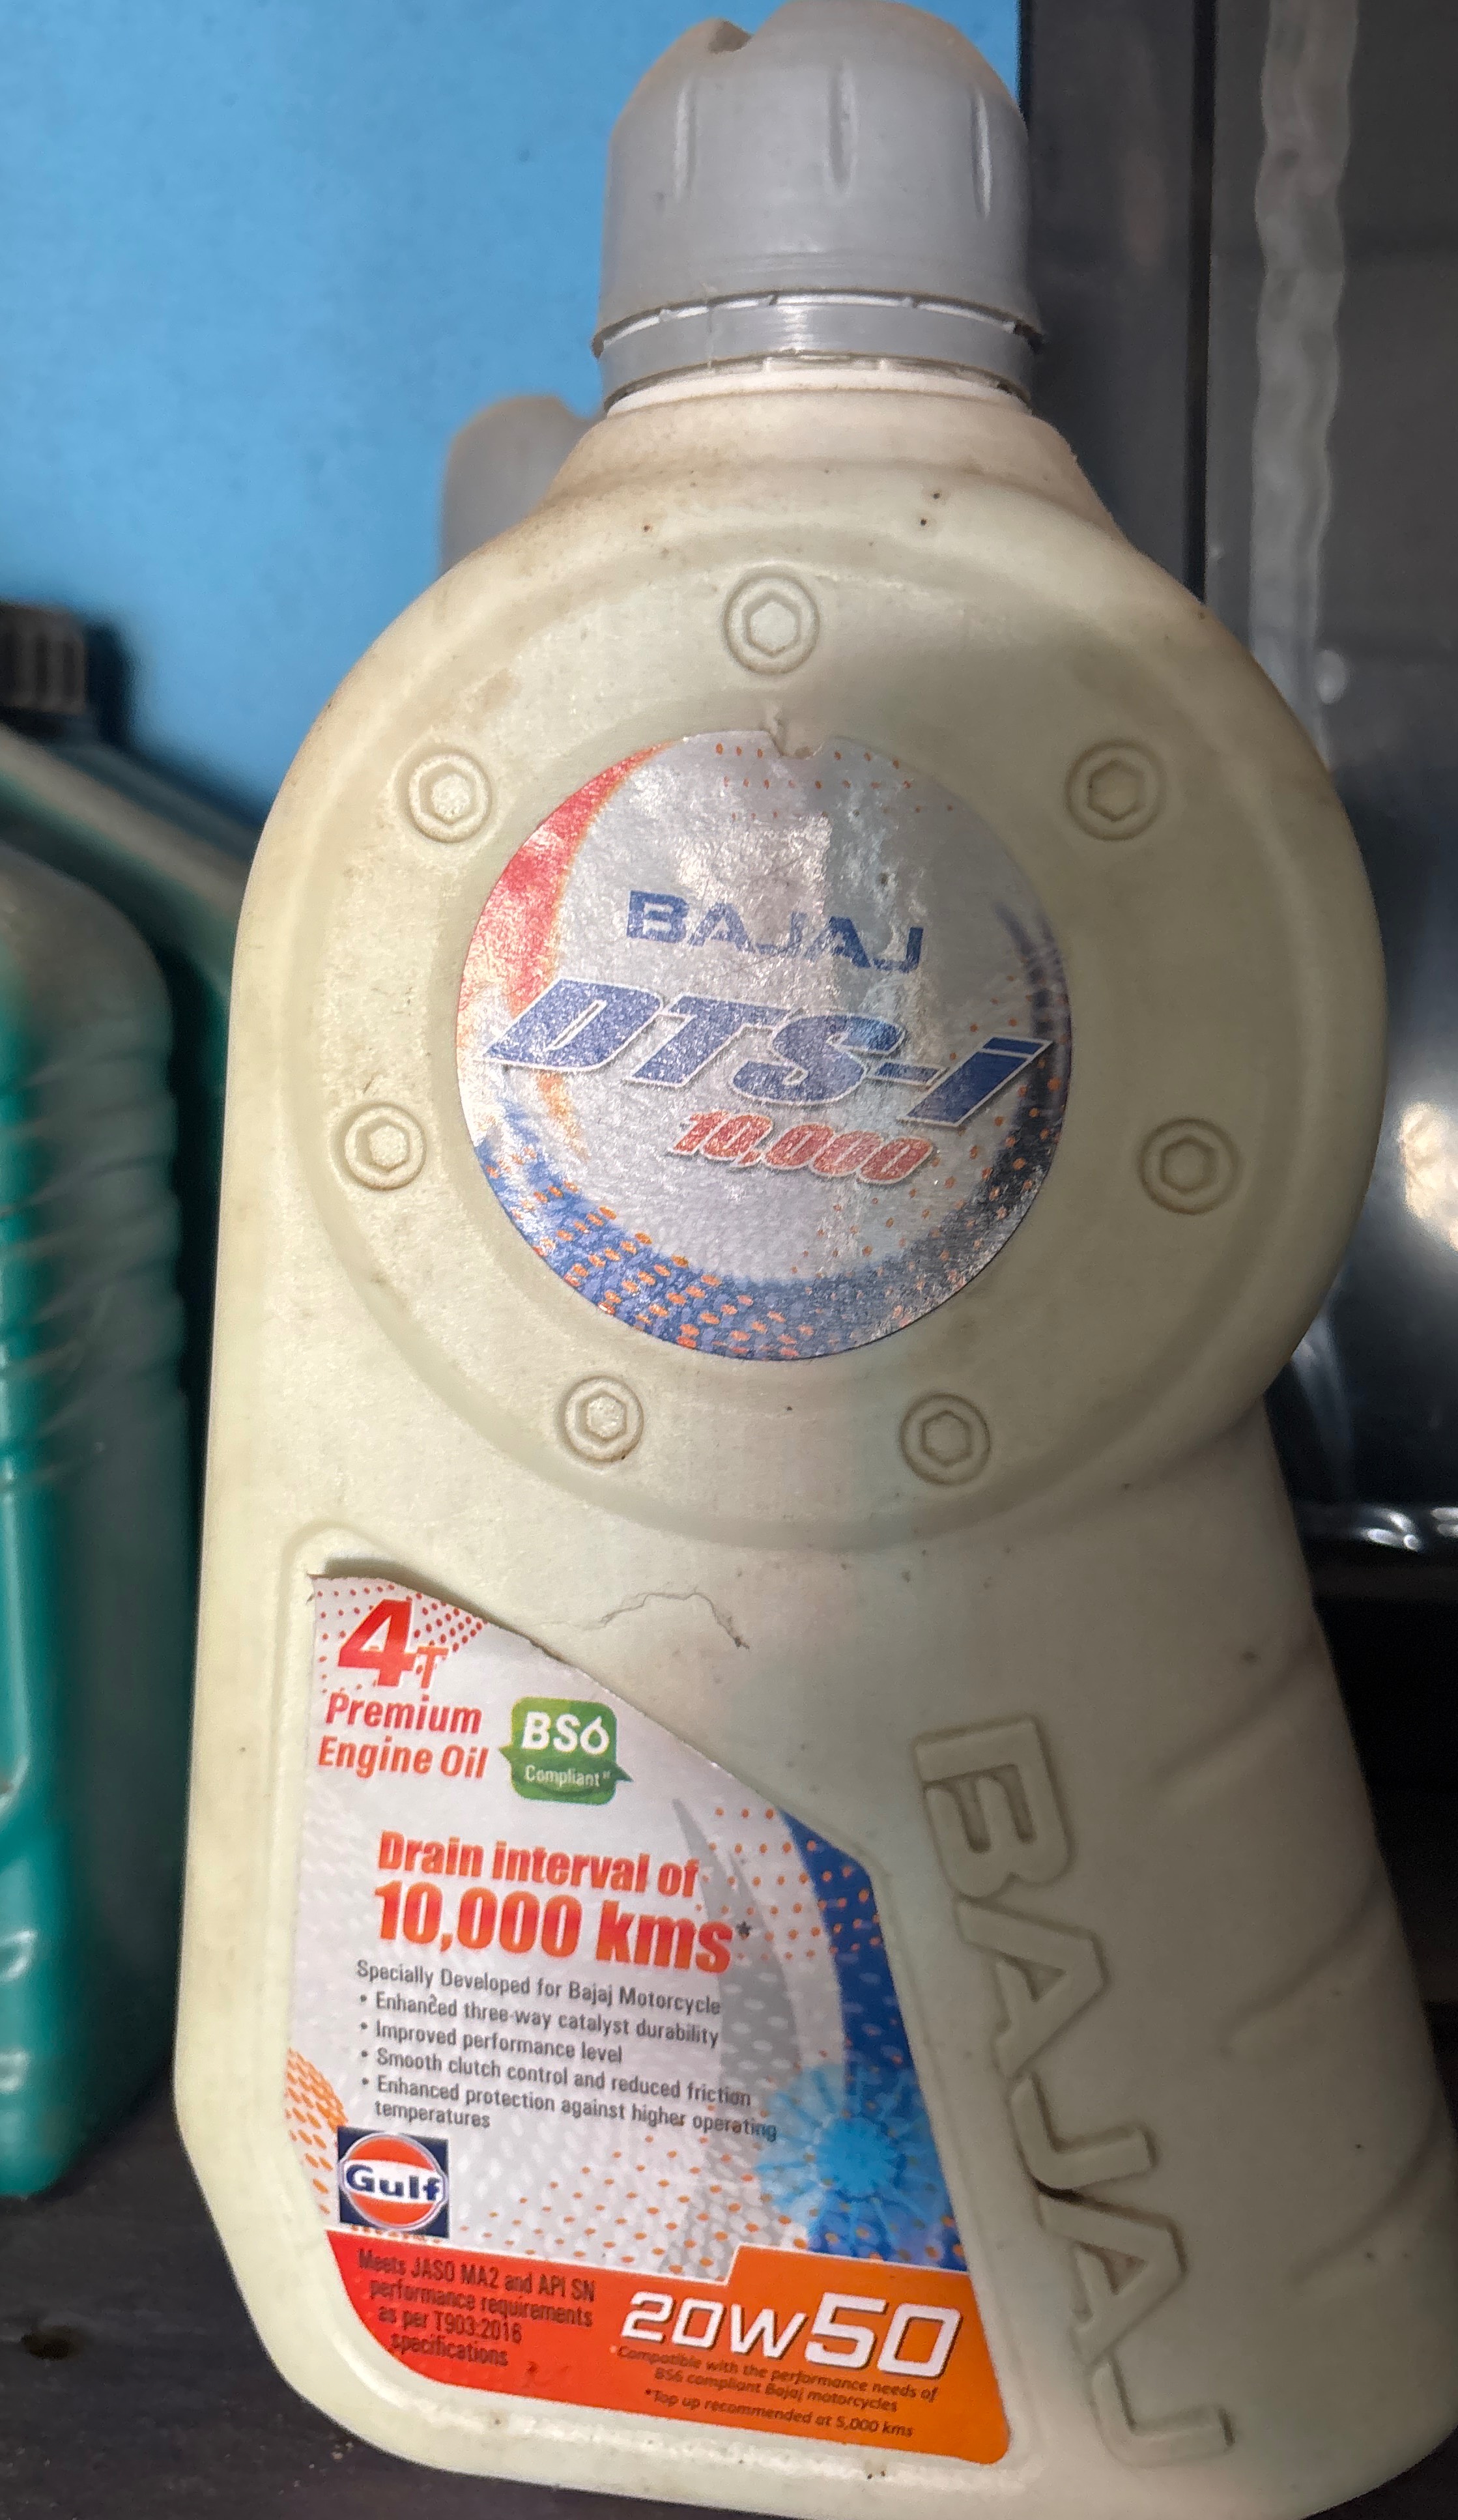 BAJAJ
DTS-i
10,000
4T
Premium
Engine Oil
BS6
Compliant"
Drain interval of
10,000 kms*
Specially Developed for Bajaj Motorcycle
• Enhanced three-way catalyst durability
• Improved performance level
• Smooth clutch control and reduced friction
• Enhanced protection against higher operating
temperatures
Gulf
Meets JASO MA2 and API SN
performance requirements
as per T903:2016
specifications
20W50
"Compatible with the performance needs of
BS6 compliant Bajaj motorcycles
*Top up recommended at 5,000 kms
BAJAJ